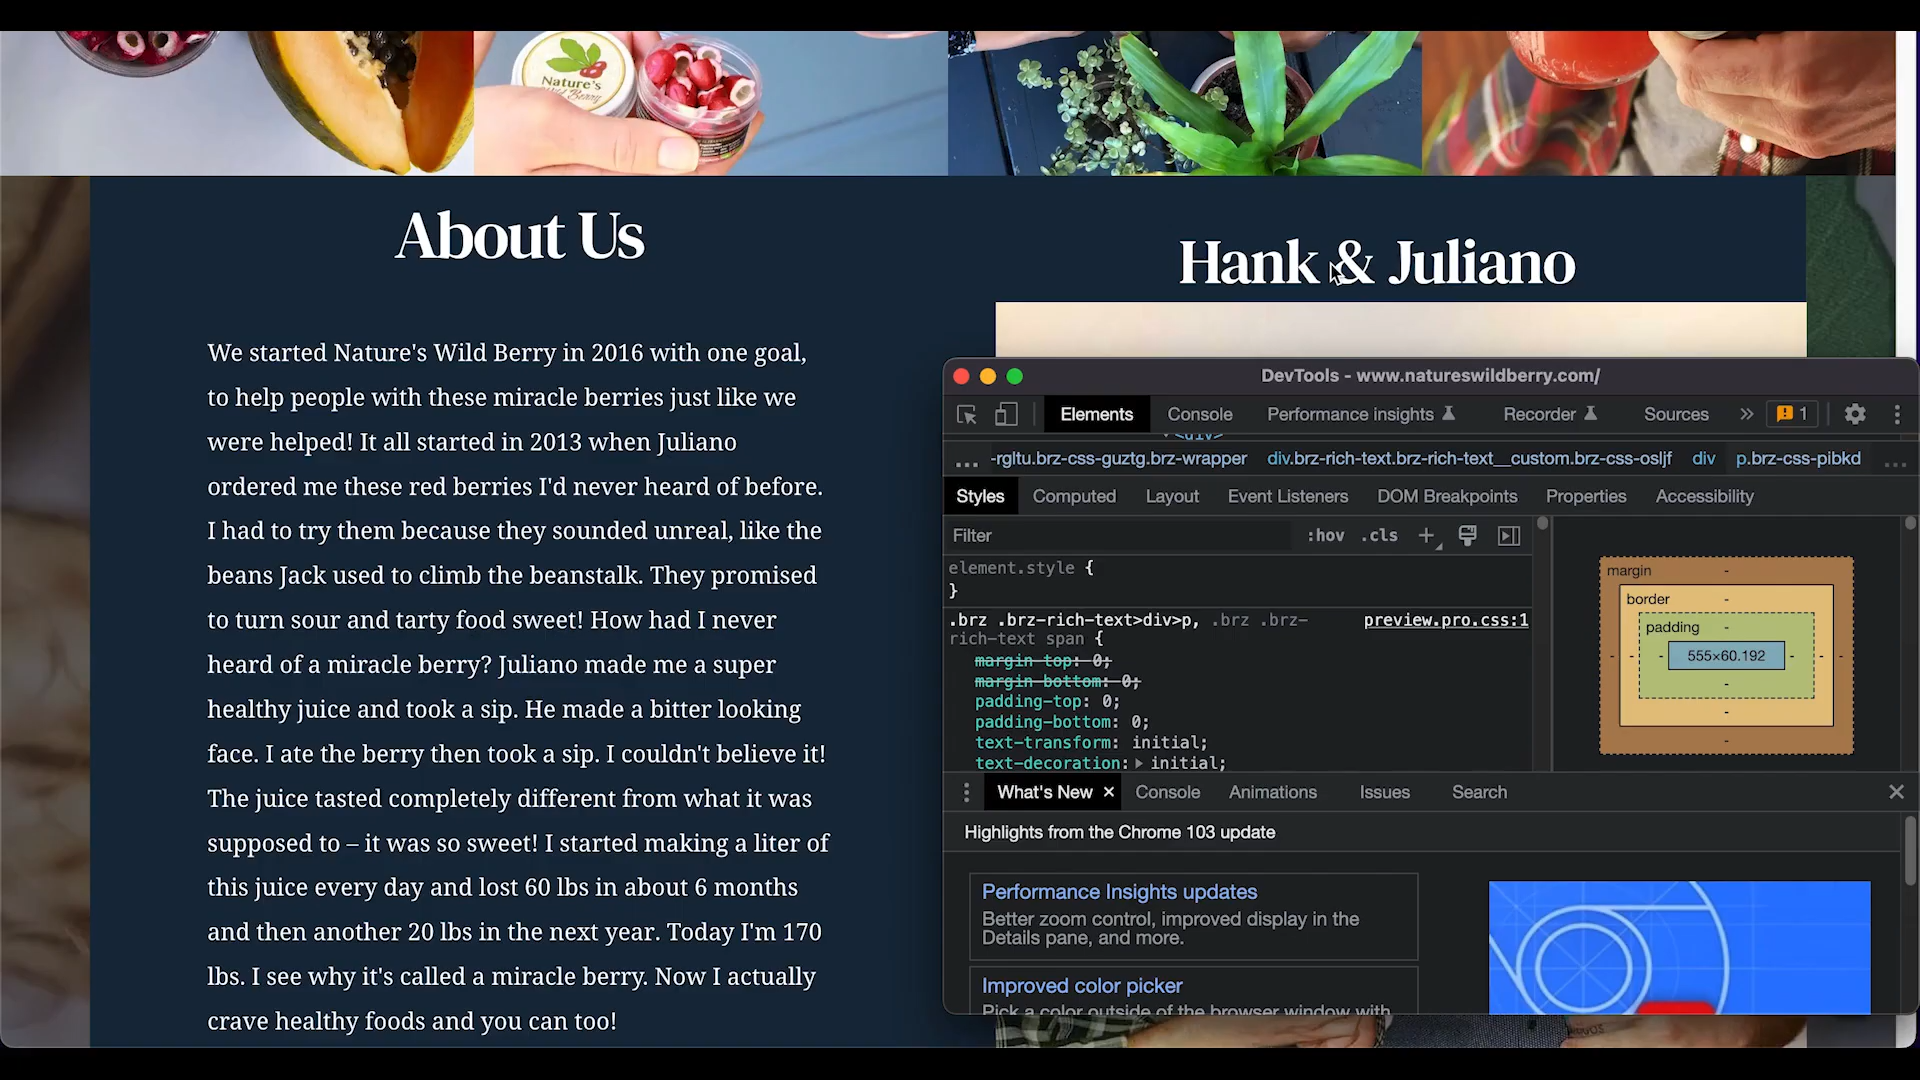 Nature's
Wild Berry
About Us
Hank & Juliano
We started Nature's Wild Berry in 2016 with one goal,
to help people with these miracle berries just like we
were helped! It all started in 2013 when Juliano
ordered me these red berries I'd never heard of before.
I had to try them because they sounded unreal, like the
beans Jack used to climb the beanstalk. They promised
to turn sour and tarty food sweet! How had I never
heard of a miracle berry? Juliano made me a super
healthy juice and took a sip. He made a bitter looking
face. I ate the berry then took a sip. I couldn't believe it!
The juice tasted completely different from what it was
supposed to – it was so sweet! I started making a liter of
this juice every day and lost 60 lbs in about 6 months
and then another 20 lbs in the next year. Today I'm 170
lbs. I see why it's called a miracle berry. Now I actually
crave healthy foods and you can too!
DevTools - www.natureswildberry.com/
Elements Console Performance insights Recorder Sources » 1
<div>
... -rgltu.brz-css-guztg.brz-wrapper div.brz-rich-text.brz-rich-text__custom.brz-css-osljf div p.brz-css-pibkd ...
Styles Computed Layout Event Listeners DOM Breakpoints Properties Accessibility
Filter :hov .cls +
element.style {
}
.brz .brz-rich-text>div>p, .brz .brz- preview.pro.css:1
rich-text span {
margin-top: 0;
margin-bottom: 0;
padding-top: 0;
padding-bottom: 0;
text-transform: initial;
text-decoration: initial;
margin -
border -
padding -
- - - 555×60.192 - - -
-
-
-
What's New × Console Animations Issues Search
Highlights from the Chrome 103 update
Performance Insights updates
Better zoom control, improved display in the
Details pane, and more.
Improved color picker
Pick a color outside of the browser window with